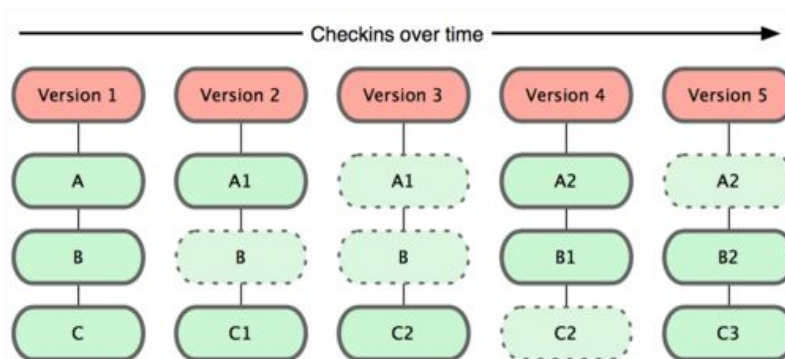 Checkins over time
Version 1 Version 2 Version 3 Version 4 Version 5
A A1 A1 A2 A2
B B B B1 B2
C C1 C2 C2 C3